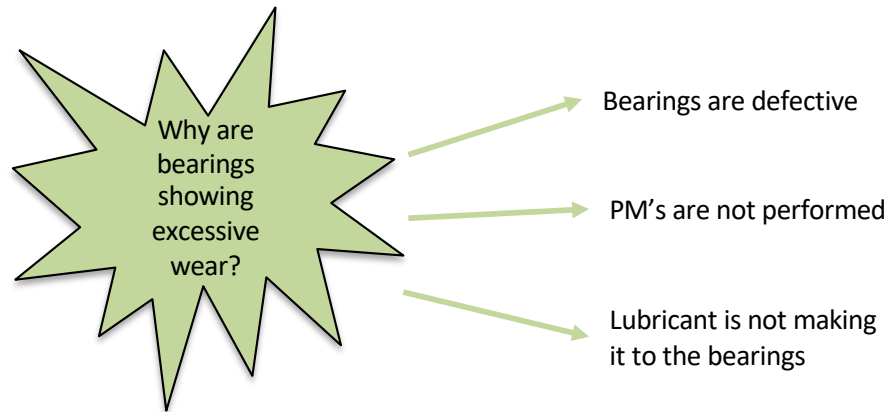 Why are
bearings
showing
excessive
wear?
Bearings are defective
PM’s are not performed
Lubricant is not making
it to the bearings